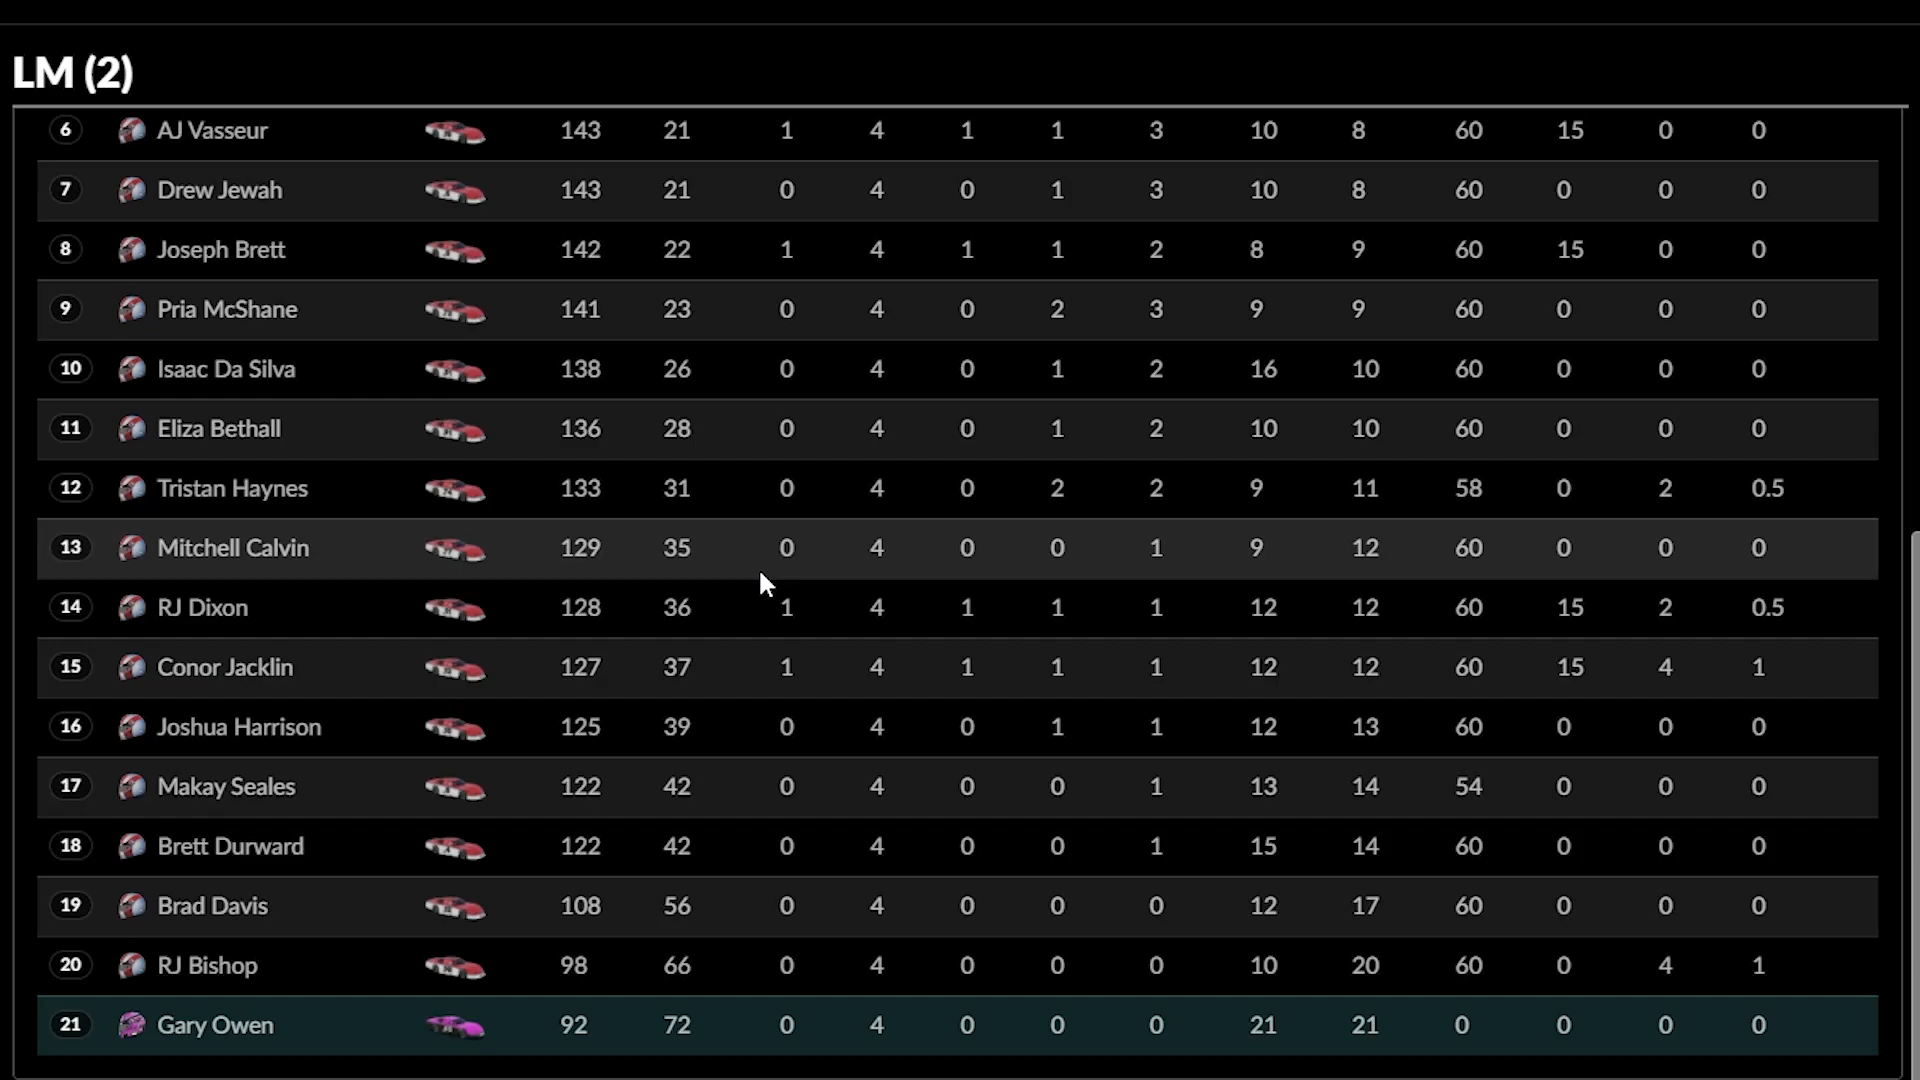 LM (2)
6 AJ Vasseur 143 21 1 4 1 1 3 10 8 60 15 0 0
7 Drew Jewah 143 21 0 4 0 1 3 10 8 60 0 0 0
8 Joseph Brett 142 22 1 4 1 1 2 8 9 60 15 0 0
9 Pria McShane 141 23 0 4 0 2 3 9 9 60 0 0 0
10 Isaac Da Silva 138 26 0 4 0 1 2 16 10 60 0 0 0
11 Eliza Bethall 136 28 0 4 0 1 2 10 10 60 0 0 0
12 Tristan Haynes 133 31 0 4 0 2 2 9 11 58 0 2 0.5
13 Mitchell Calvin 129 35 0 4 0 0 1 9 12 60 0 0 0
14 RJ Dixon 128 36 1 4 1 1 1 12 12 60 15 2 0.5
15 Conor Jacklin 127 37 1 4 1 1 1 12 12 60 15 4 1
16 Joshua Harrison 125 39 0 4 0 1 1 12 13 60 0 0 0
17 Makay Seales 122 42 0 4 0 0 1 13 14 54 0 0 0
18 Brett Durward 122 42 0 4 0 0 1 15 14 60 0 0 0
19 Brad Davis 108 56 0 4 0 0 0 12 17 60 0 0 0
20 RJ Bishop 98 66 0 4 0 0 0 10 20 60 0 4 1
21 Gary Owen 92 72 0 4 0 0 0 21 21 0 0 0 0